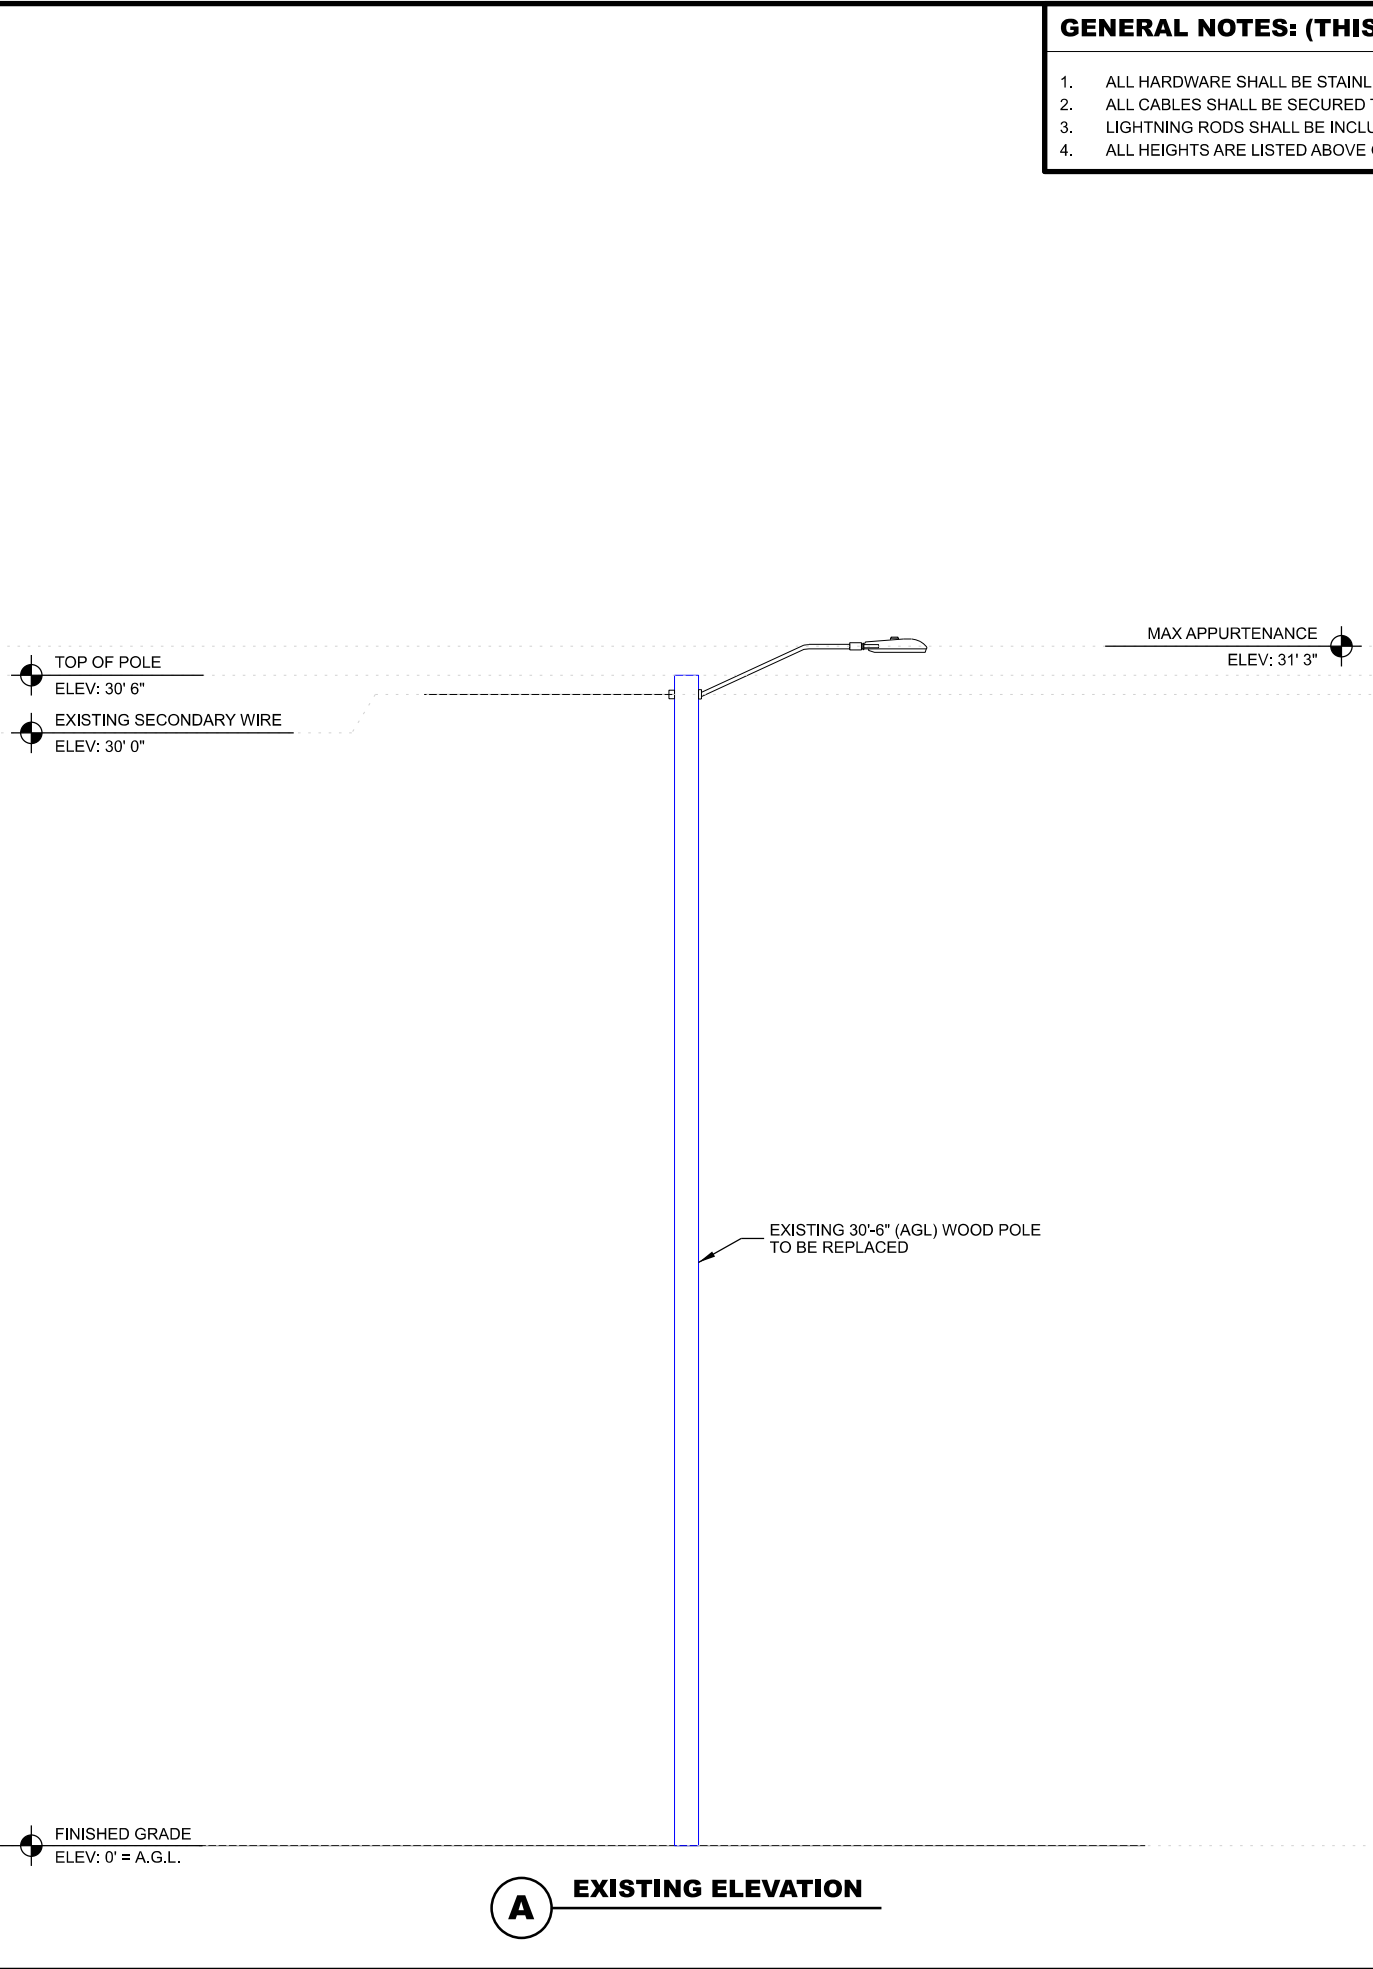 GENERAL NOTES: (THIS
1. ALL HARDWARE SHALL BE
2. ALL CABLES SHALL BE SECURED
3. LIGHTNING RODS SHALL BE
4. ALL HEIGHTS ARE LISTED ABOVE
MAX APPURTENANCE
ELEV: 31' 3"
TOP OF POLE
ELEV: 30' 6"
EXISTING SECONDARY WIRE
ELEV: 30' 0"
EXISTING 30'-6" (AGL) WOOD POLE
TO BE REPLACED
FINISHED GRADE
ELEV: 0' = A.G.L.
A EXISTING ELEVATION